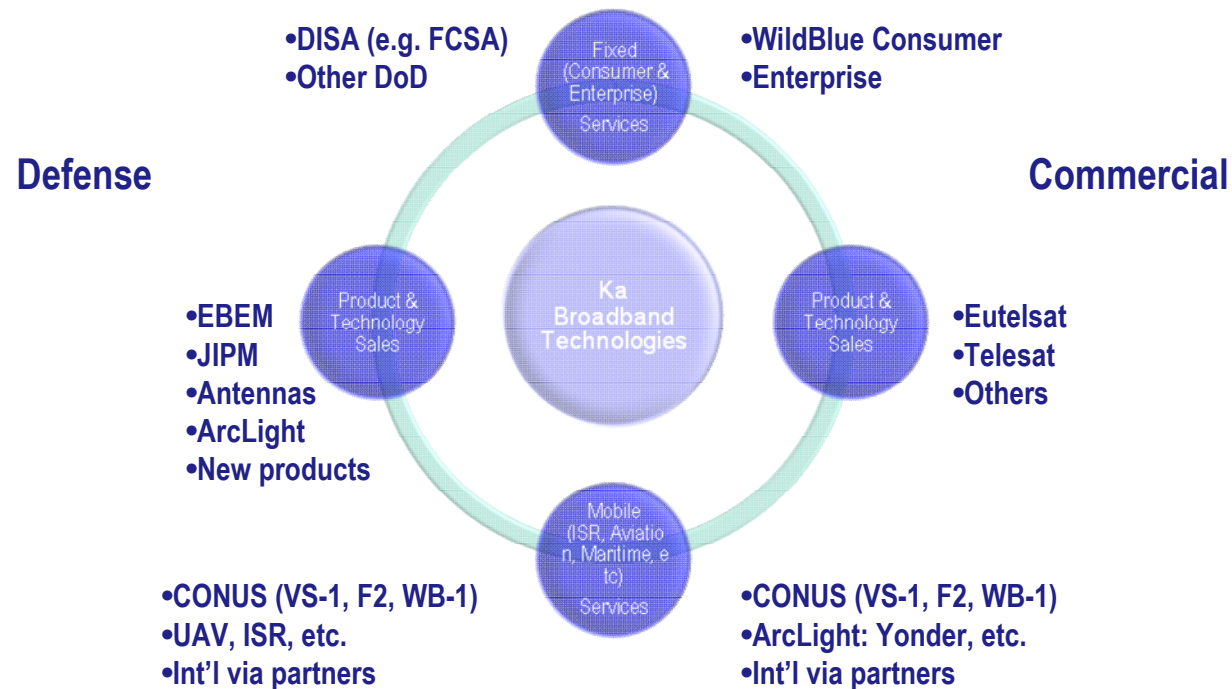 •DISA (e.g. FCSA)
•Other DoD
Fixed
(Consumer &
Enterprise)
Services
•WildBlue Consumer
•Enterprise
Defense
Commercial
Product &
Technology
Sales
•EBEM
•JIPM
•Antennas
•ArcLight
•New products
Ka
Broadband
Technologies
Product &
Technology
Sales
•Eutelsat
•Telesat
•Others
Mobile
(ISR, Aviatio
n, Maritime, e
tc)
Services
•CONUS (VS-1, F2, WB-1)
•UAV, ISR, etc.
•Int’l via partners
•CONUS (VS-1, F2, WB-1)
•ArcLight: Yonder, etc.
•Int’l via partners